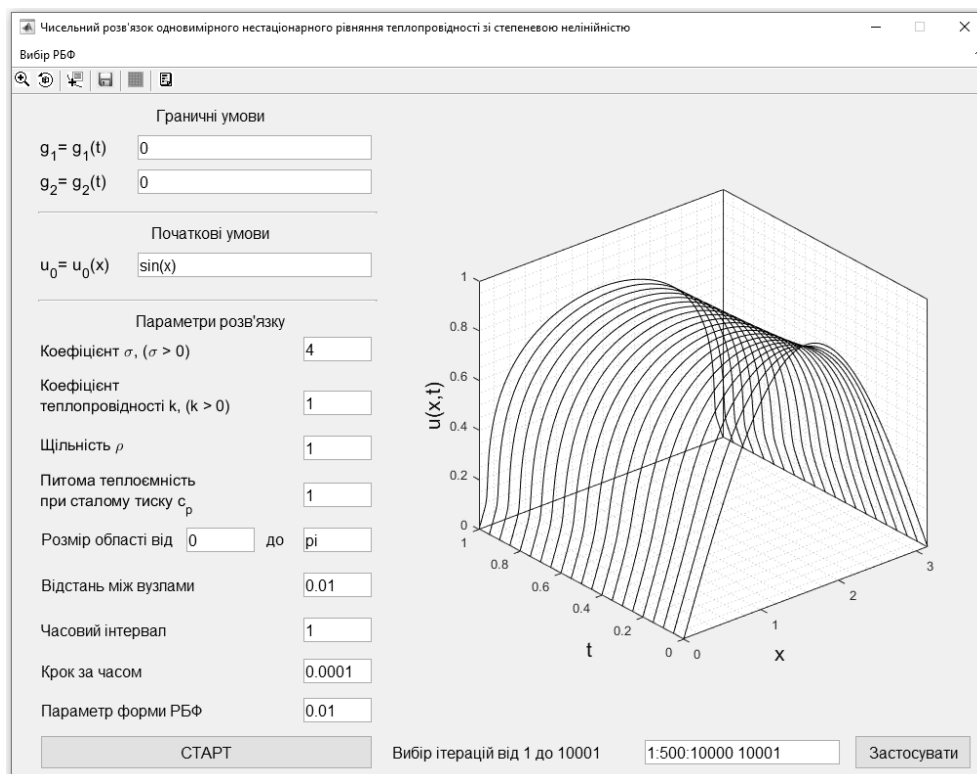 Чисельний розв'язок одновимірного нестаціонарного рівняння теплопровідності зі степеневою нелінійністю
Вибір РБФ
Граничні умови
g₁= g₁(t) 0
g₂= g₂(t) 0
Початкові умови
u₀= u₀(x) sin(x)
Параметри розв'язку
Коефіцієнт σ, (σ > 0) 4
Коефіцієнт
теплопровідності k, (k > 0) 1
Щільність ρ 1
Питома теплоємність
при сталому тиску cₚ 1
Розмір області від 0 до pi
Відстань між вузлами 0.01
Часовий інтервал 1
Крок за часом 0.0001
Параметр форми РБФ 0.01
СТАРТ
u(x,t)
1
0.8
0.6
0.4
0.2
0
1
0.8
0.6
0.4
0.2
0
t
0
1
2
3
x
Вибір ітерацій від 1 до 10001 1:500:10000 10001 Застосувати